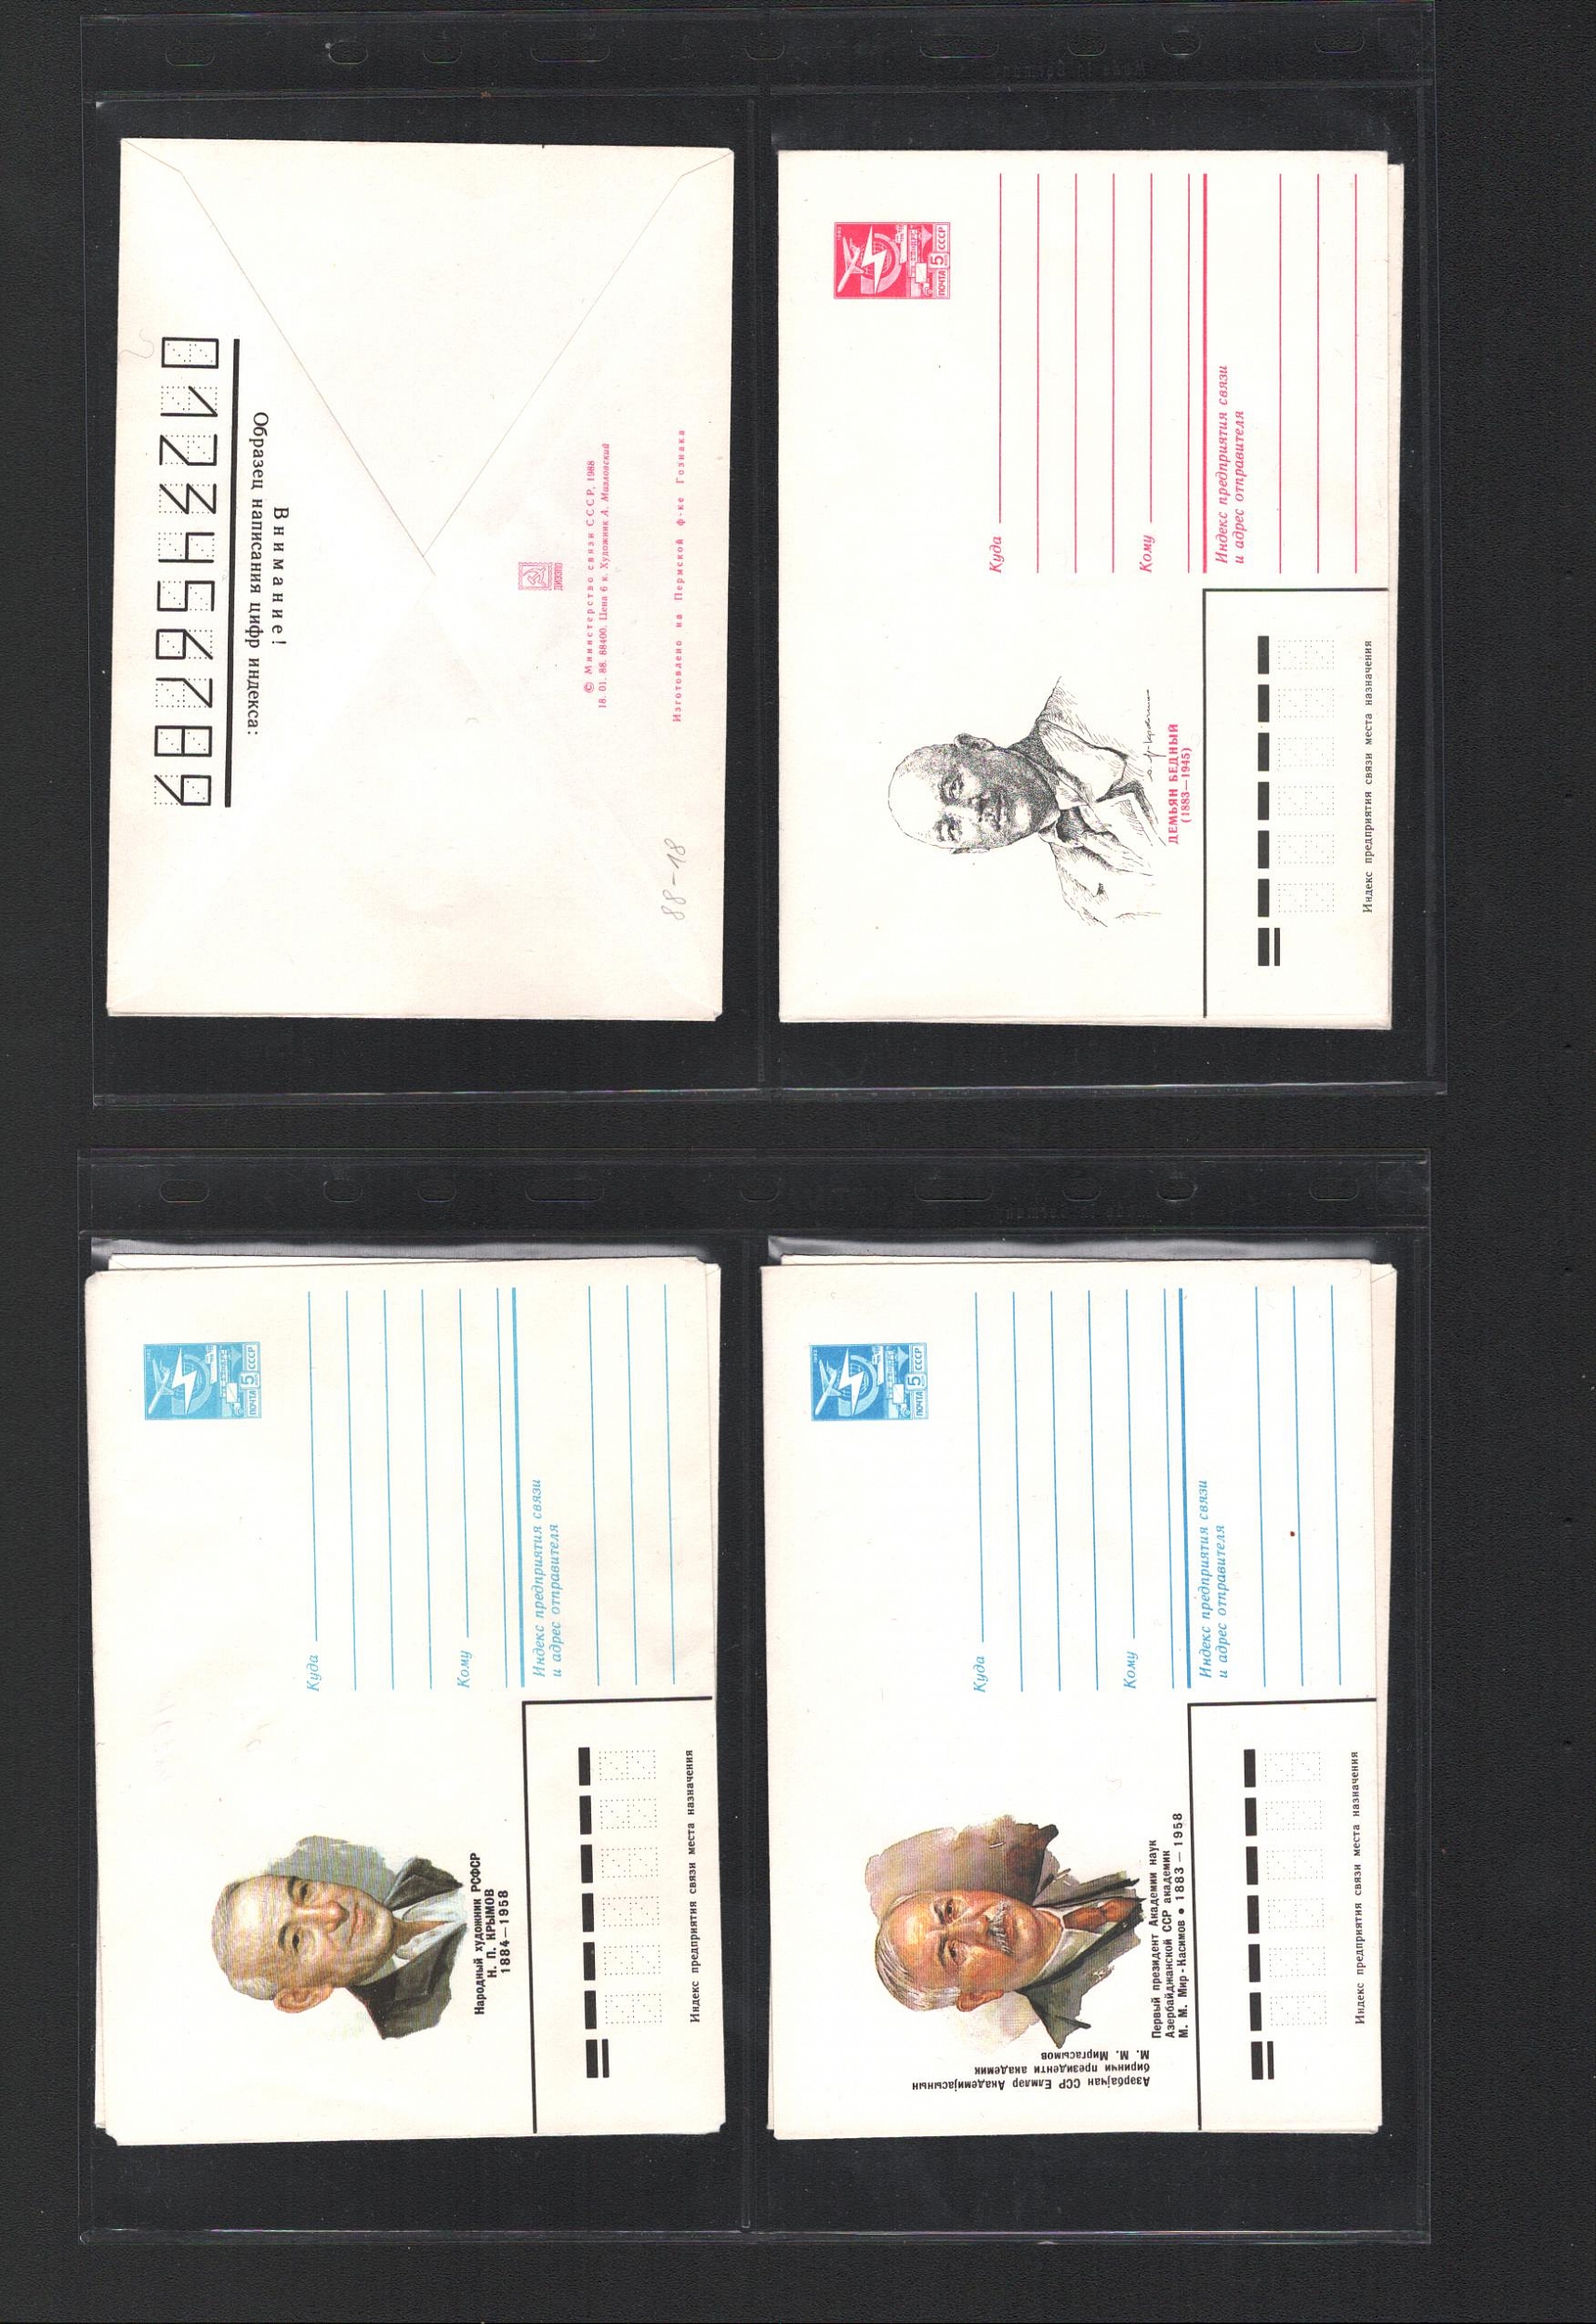 Внимание!
Образец написания цифр индекса:
0123456789
© Министерство связи СССР, 1988
18. 01. 88. 88400. Цена 6 к. Художник А. Мизловский
Изготовлено на Пермской ф-ке Гознака
88-18
ПОЧТА 5 СССР
Куда
Кому
Индекс предприятия связи
и адрес отправителя
ДЕМЬЯН БЕДНЫЙ
(1883—1945)
Индекс предприятия связи места назначения
ПОЧТА 5 СССР
Куда
Кому
Индекс предприятия связи
и адрес отправителя
Народный художник РСФСР
Н. П. КРЫМОВ
1884—1958
Индекс предприятия связи места назначения
ПОЧТА 5 СССР
Куда
Кому
Индекс предприятия связи
и адрес отправителя
Азәрбајҹан ССР Елмләр Академијасынын
биринҹи президенти академик
М. М. Миргасымов
Первый президент Академии наук
Азербайджанской ССР академик
М. М. Мир-Касимов • 1883—1958
Индекс предприятия связи места назначения